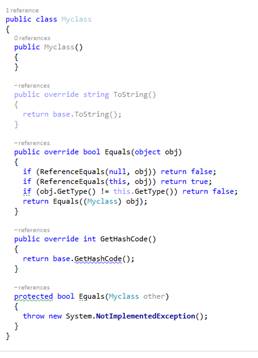 1 reference
public class Myclass
{
0 references
public Myclass()
{
}
- references
public override string ToString()
{
return base.ToString();
}
- references
public override bool Equals(object obj)
{
if (ReferenceEquals(null, obj)) return false;
if (ReferenceEquals(this, obj)) return true;
if (obj.GetType() != this.GetType()) return false;
return Equals((Myclass) obj);
}
- references
public override int GetHashCode()
{
return base.GetHashCode();
}
- references
protected bool Equals(Myclass other)
{
throw new System.NotImplementedException();
}
}